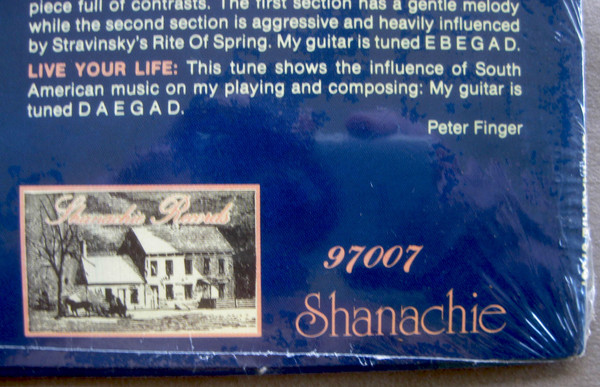 piece full of contrasts. The first section has a gentle melody
while the second section is aggressive and heavily influenced
by Stravinsky's Rite Of Spring. My guitar is tuned E B E G A D.
LIVE YOUR LIFE: This tune shows the influence of South
American music on my playing and composing: My guitar is
tuned D A E G A D.
Peter Finger
Shanachie Records
97007
Shanachie